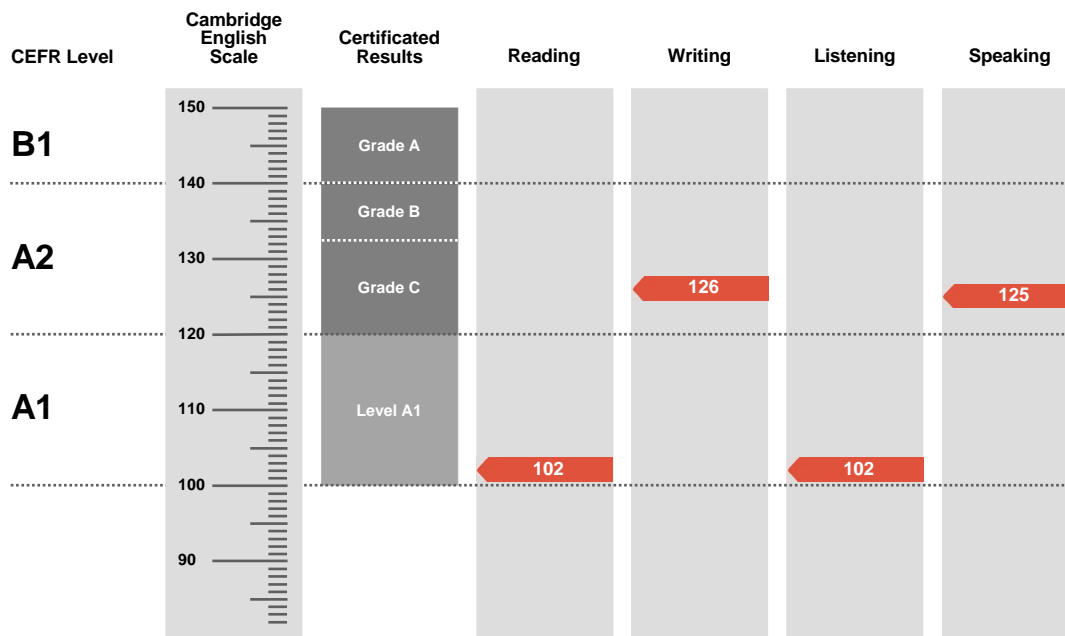 CEFR Level
Cambridge
English
Scale
Certificated
Results
Reading
Writing
Listening
Speaking
150
B1
Grade A
140
Grade B
A2
130
Grade C
126
125
120
A1
110
Level A1
102
102
100
90